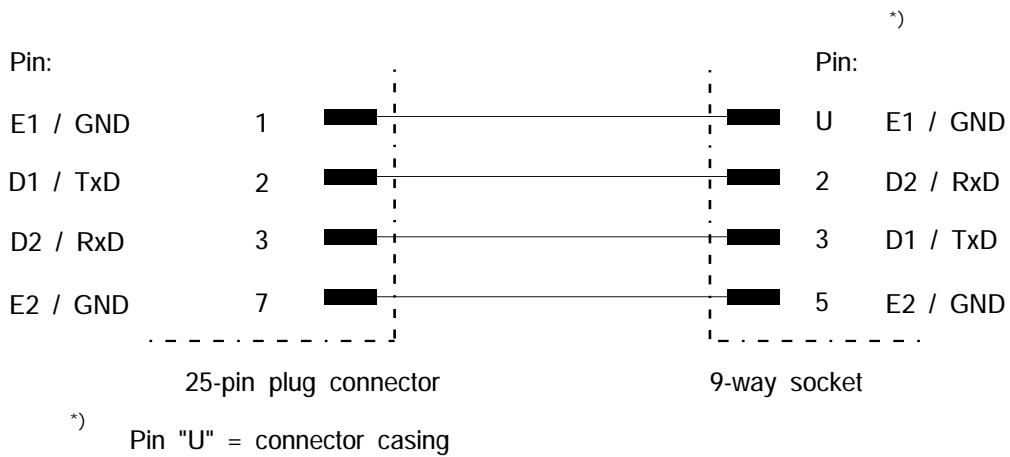 *)
Pin: Pin:
E1 / GND 1 U E1 / GND
D1 / TxD 2 2 D2 / RxD
D2 / RxD 3 3 D1 / TxD
E2 / GND 7 5 E2 / GND
25-pin plug connector 9-way socket
*)
Pin "U" = connector casing